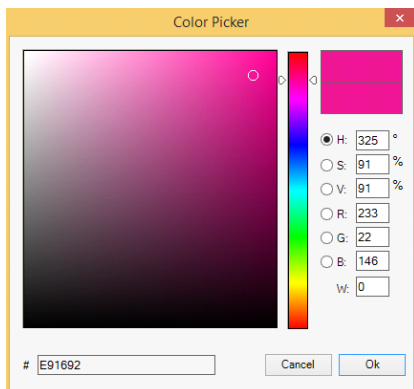 Color Picker
H: 325 °
S: 91 %
V: 91 %
R: 233
G: 22
B: 146
W: 0
# E91692
Cancel Ok